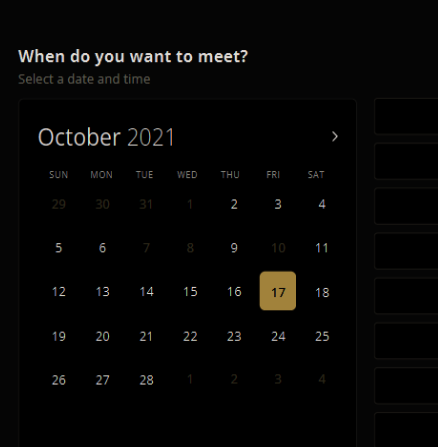 When do you want to meet?
Select a date and time
October 2021
SUN MON TUE WED THU FRI SAT
29 30 31 1 2 3 4
5 6 7 8 9 10 11
12 13 14 15 16 17 18
19 20 21 22 23 24 25
26 27 28 1 2 3 4